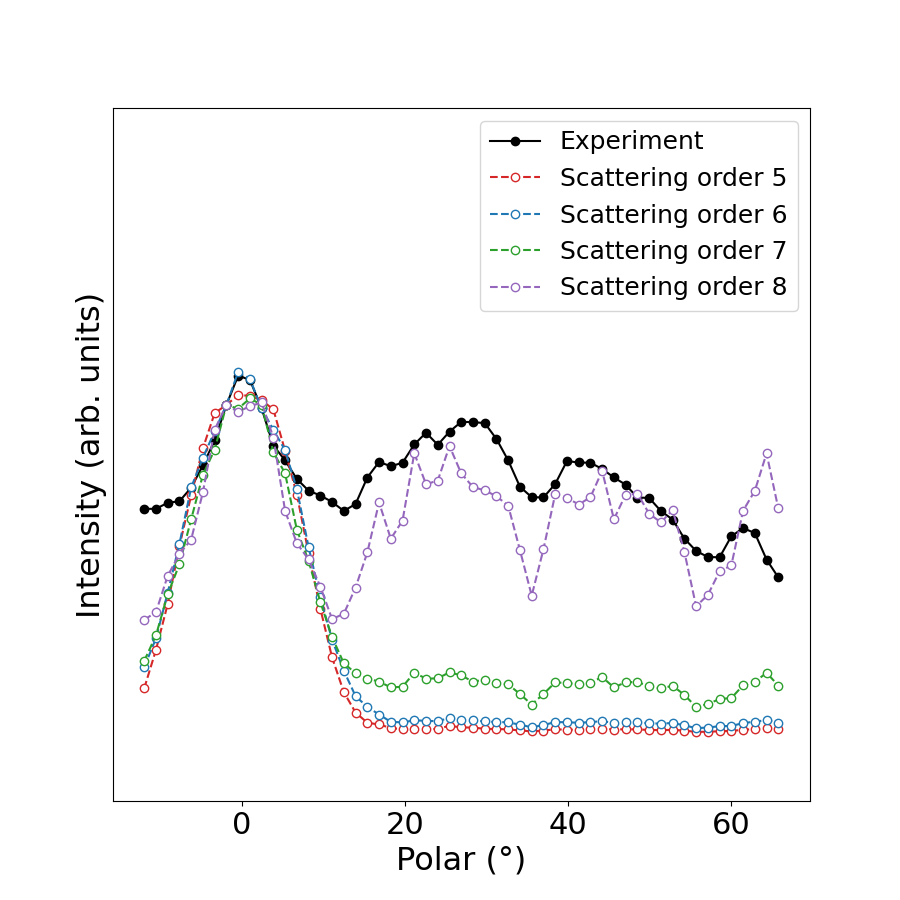 Experiment
Scattering order 5
Scattering order 6
Scattering order 7
Scattering order 8
Intensity (arb. units)
0 20 40 60
Polar (°)